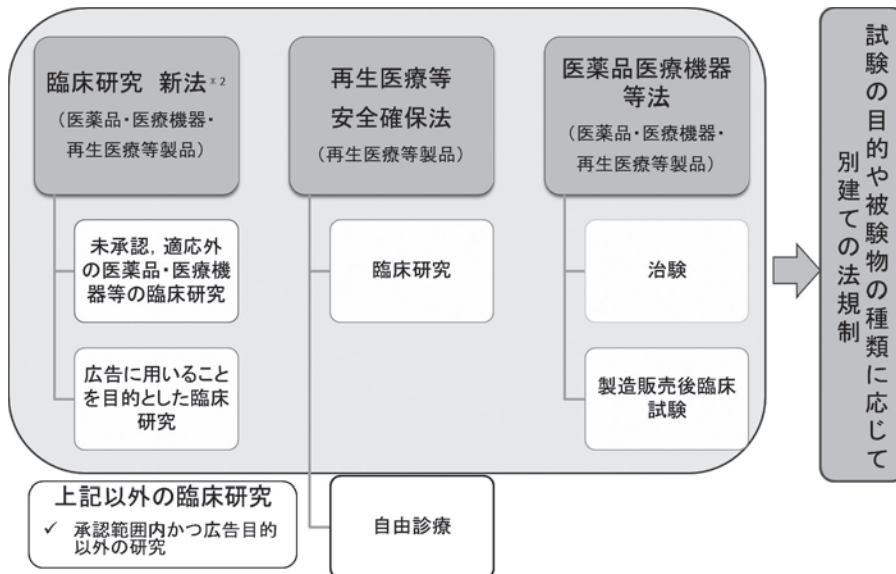 臨床研究 新法※2
（医薬品・医療機器・
再生医療等製品）
未承認，適応外
の医薬品・医療機
器等の臨床研究
広告に用いること
を目的とした臨床
研究
上記以外の臨床研究
✓ 承認範囲内かつ広告目的
以外の研究
再生医療等
安全確保法
（再生医療等製品）
臨床研究
自由診療
医薬品医療機器
等法
（医薬品・医療機器・
再生医療等製品）
治験
製造販売後臨床
試験
試験の目的や被験物の種類に応じて
別建ての法規制